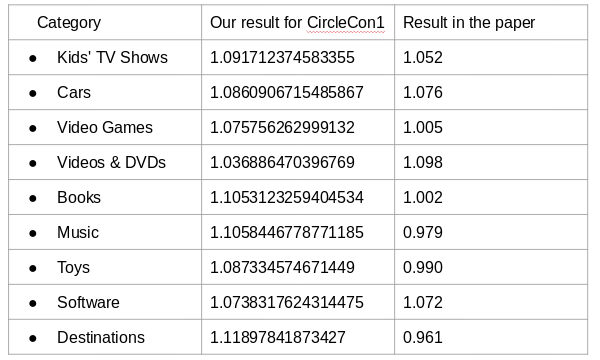 Category Our result for CircleCon1 Result in the paper
● Kids' TV Shows 1.091712374583355 1.052
● Cars 1.0860906715485867 1.076
● Video Games 1.075756262999132 1.005
● Videos & DVDs 1.036886470396769 1.098
● Books 1.1053123259404534 1.002
● Music 1.1058446778771185 0.979
● Toys 1.087334574671449 0.990
● Software 1.0738317624314475 1.072
● Destinations 1.11897841873427 0.961